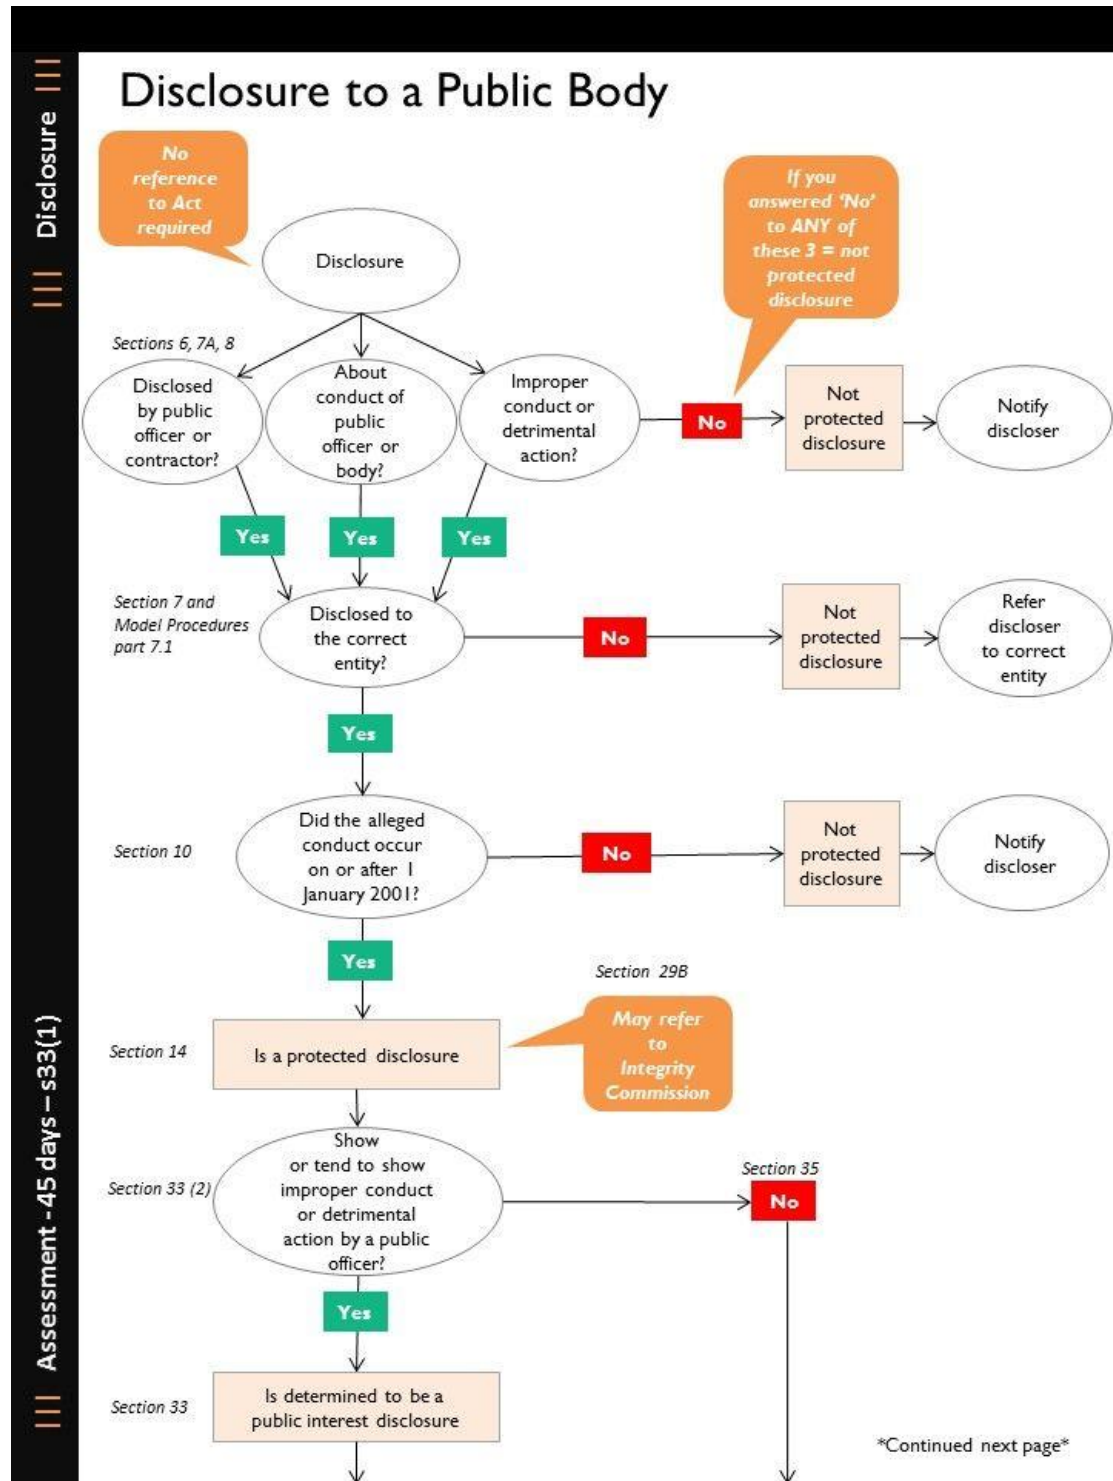 Disclosure to a Public Body
Disclosure
No
reference
to Act
required
If you
answered 'No'
to ANY of
these 3 = not
protected
disclosure
Disclosure
Sections 6, 7A, 8
Disclosed
by public
officer or
contractor?
About
conduct of
public
officer or
body?
Improper
conduct or
detrimental
action?
No
Not
protected
disclosure
Notify
discloser
Yes
Yes
Yes
Section 7 and
Model Procedures
part 7.1
Disclosed to
the correct
entity?
No
Not
protected
disclosure
Refer
discloser
to correct
entity
Yes
Section 10
Did the alleged
conduct occur
on or after 1
January 2001?
No
Not
protected
disclosure
Notify
discloser
Yes
Section 29B
May refer
to
Integrity
Commission
Assessment - 45 days – s33(1)
Section 14
Is a protected disclosure
Section 33 (2)
Show
or tend to show
improper conduct
or detrimental
action by a public
officer?
Section 35
No
Yes
Section 33
Is determined to be a
public interest disclosure
*Continued next page*